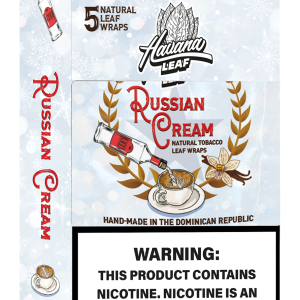 5 NATURAL
LEAF
WRAPS
Havana
LEAF
RUSSIAN
CREAM
NATURAL TOBACCO
LEAF WRAPS
HAND-MADE IN THE DOMINICAN REPUBLIC
RUSSIAN CREAM
WARNING:
THIS PRODUCT CONTAINS
NICOTINE. NICOTINE IS AN